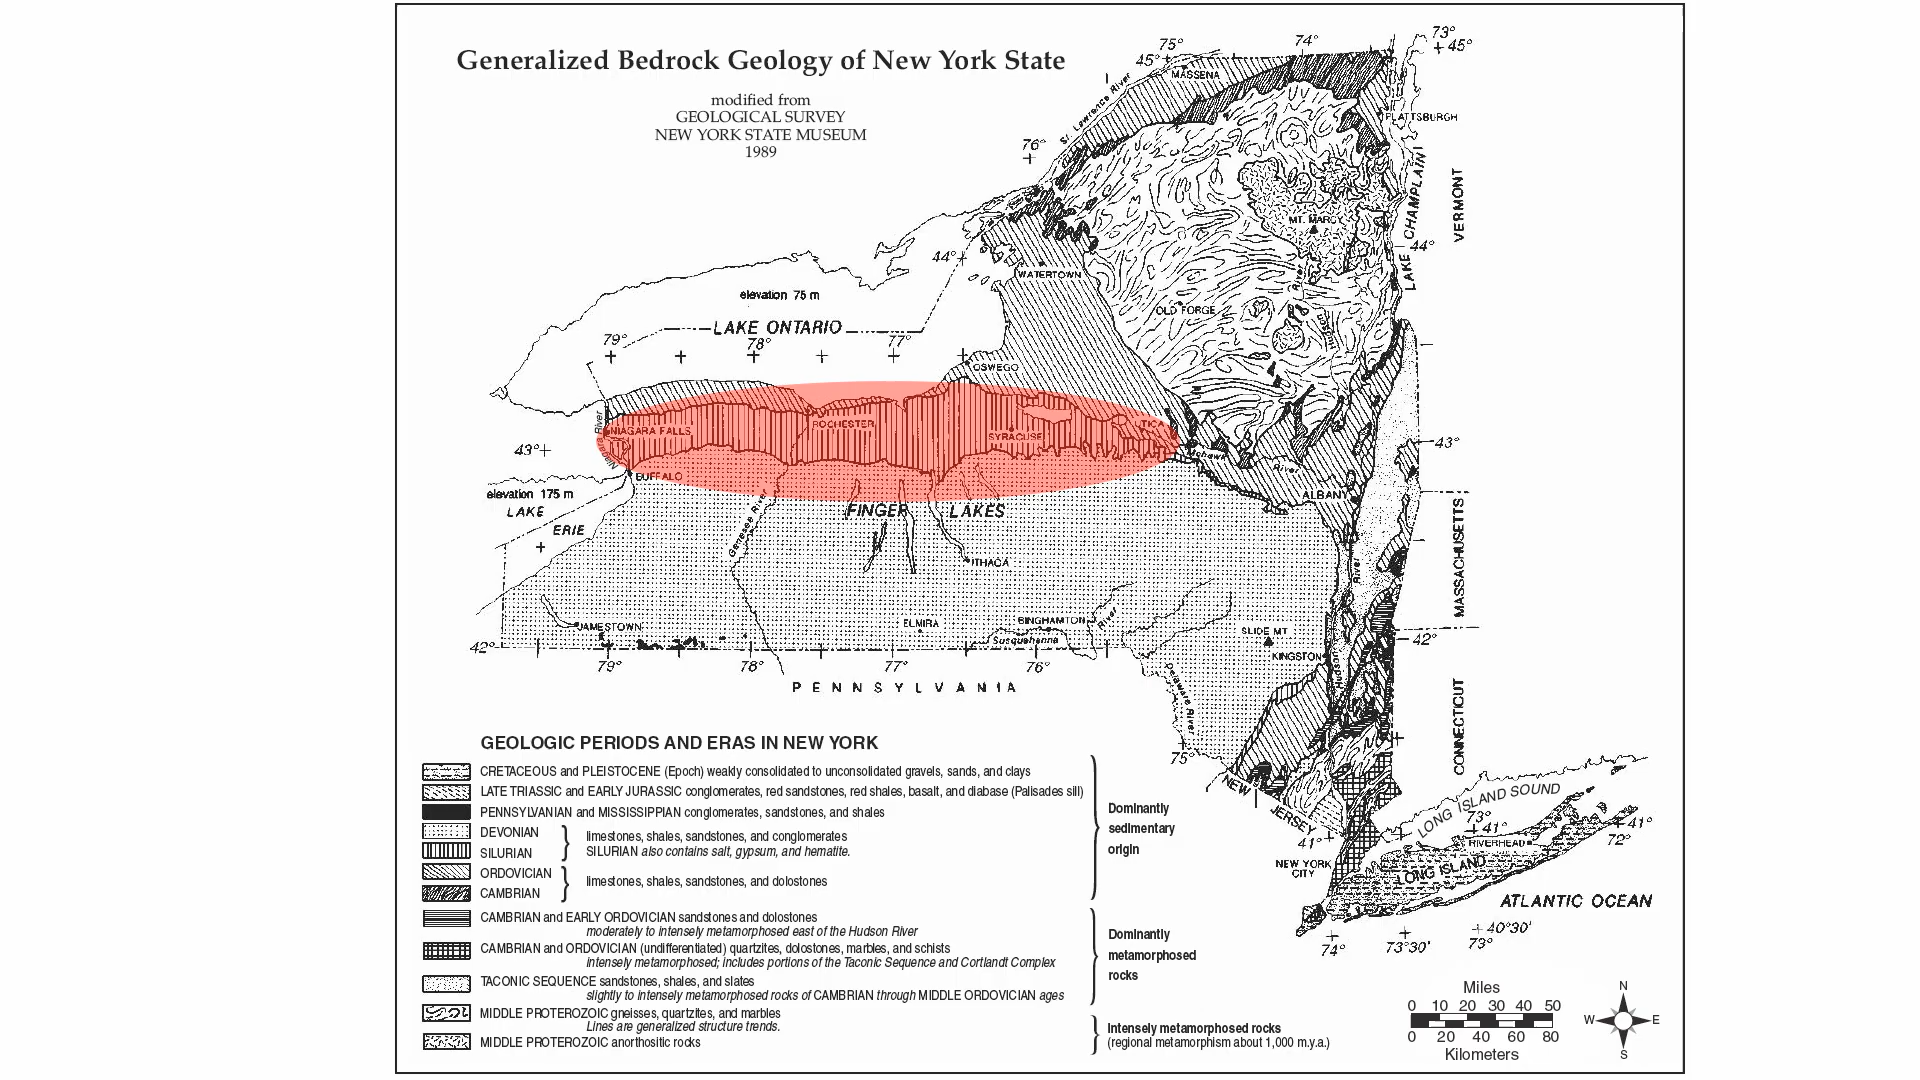 Generalized Bedrock Geology of New York State
modified from
GEOLOGICAL SURVEY
NEW YORK STATE MUSEUM
1989
75°
74°
73°
45°
45°
MASSENA
St. Lawrence River
PLATTSBURGH
76°
LAKE CHAMPLAIN
VERMONT
MT. MARCY
44°
44°
WATERTOWN
elevation 75 m
River
OLD FORGE
Hudson
LAKE ONTARIO
79°
78°
77°
OSWEGO
Niagara River
NIAGARA FALLS
ROCHESTER
SYRACUSE
TICA
43°
43°
Mohawk
River
BUFFALO
elevation 175 m
LAKE
ERIE
ALBANY
Genesee River
FINGER LAKES
ITHACA
River
MASSACHUSETTS
JAMESTOWN
ELMIRA
BINGHAMTON
River
Susquehanna
SLIDE MT.
KINGSTON
Hudson
42°
42°
79°
78°
77°
76°
PENNSYLVANIA
Delaware River
CONNECTICUT
75°
NEW JERSEY
LONG ISLAND SOUND
73°
41°
41°
41°
72°
RIVERHEAD
NEW YORK
CITY
LONG ISLAND
ATLANTIC OCEAN
40°30'
74°
73°30'
73°
GEOLOGIC PERIODS AND ERAS IN NEW YORK
CRETACEOUS and PLEISTOCENE (Epoch) weakly consolidated to unconsolidated gravels, sands, and clays
LATE TRIASSIC and EARLY JURASSIC conglomerates, red sandstones, red shales, basalt, and diabase (Palisades sill)
PENNSYLVANIAN and MISSISSIPPIAN conglomerates, sandstones, and shales
DEVONIAN
limestones, shales, sandstones, and conglomerates
SILURIAN
SILURIAN also contains salt, gypsum, and hematite.
ORDOVICIAN
limestones, shales, sandstones, and dolostones
CAMBRIAN
Dominantly
sedimentary
origin
CAMBRIAN and EARLY ORDOVICIAN sandstones and dolostones
moderately to intensely metamorphosed east of the Hudson River
CAMBRIAN and ORDOVICIAN (undifferentiated) quartzites, dolostones, marbles, and schists
intensely metamorphosed; includes portions of the Taconic Sequence and Cortlandt Complex
TACONIC SEQUENCE sandstones, shales, and slates
slightly to intensely metamorphosed rocks of CAMBRIAN through MIDDLE ORDOVICIAN ages
Dominantly
metamorphosed
rocks
MIDDLE PROTEROZOIC gneisses, quartzites, and marbles
Lines are generalized structure trends.
MIDDLE PROTEROZOIC anorthositic rocks
Intensely metamorphosed rocks
(regional metamorphism about 1,000 m.y.a.)
Miles
0 10 20 30 40 50
0 20 40 60 80
Kilometers
N
W E
S